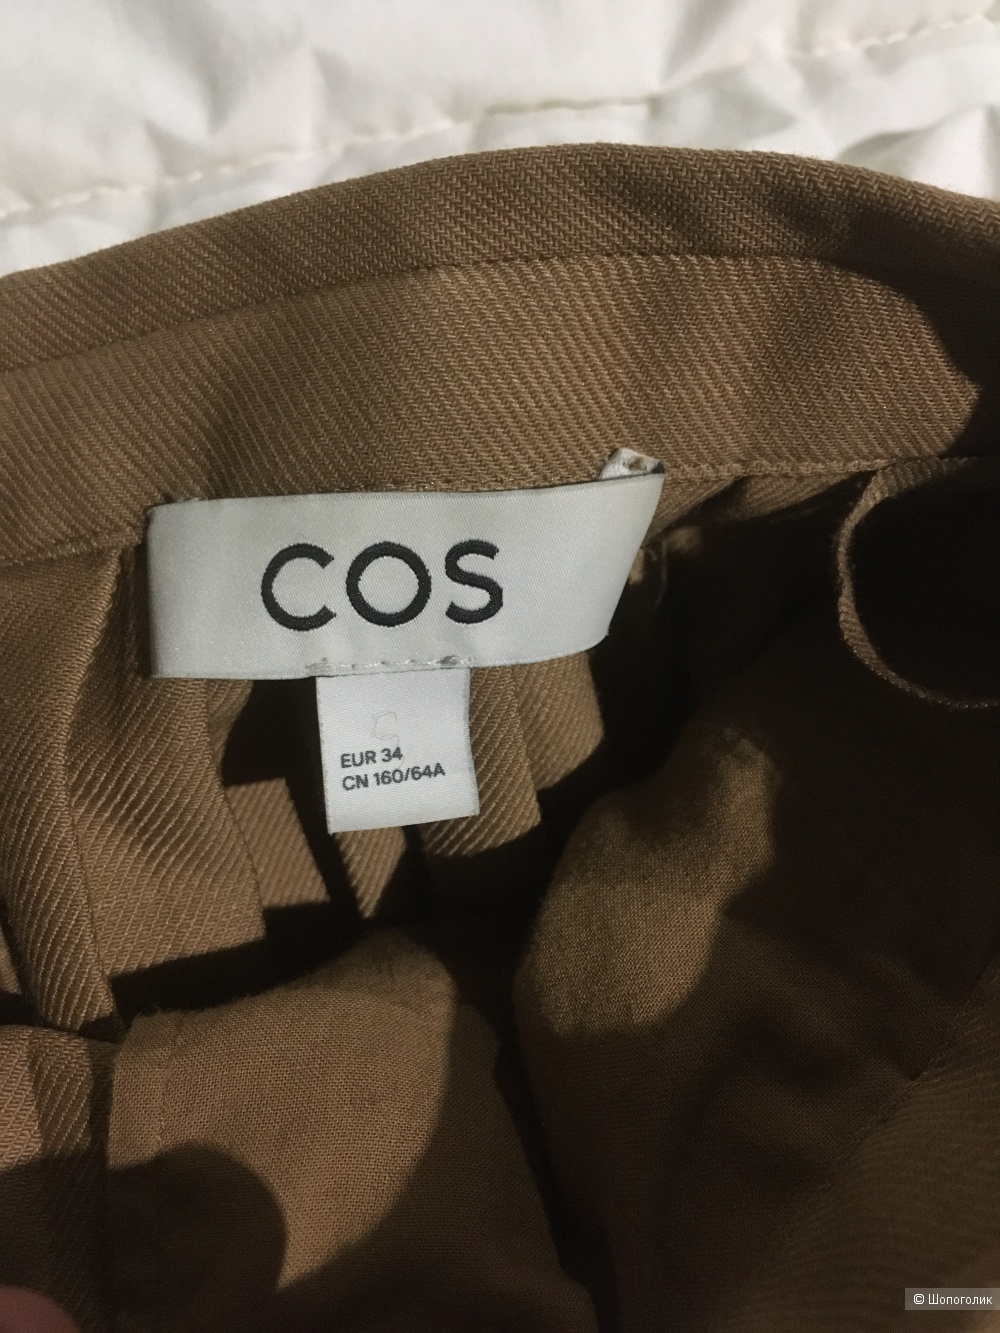 COS
EUR 34
CN 160/64A
© Шопоголик